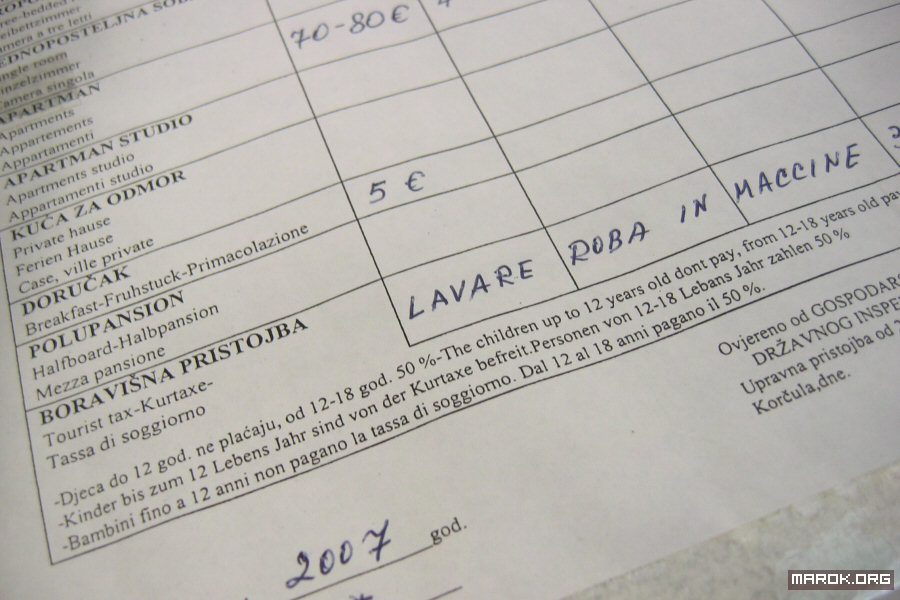 70-80 €
EDNOPOSTELJNA
Single room
Einzelzimmer
Camera singola
APARTMAN
Apartments
Appartements
Appartamenti
APARTMAN STUDIO
Apartments studio
Appartamenti studio
KUĆA ZA ODMOR
Private hause
Ferien Hause
Case, ville private
5 €
DORUČAK
Breakfast-Fruhstuck-Primacolazione
POLUPANSION
Halfboard-Halbpansion
Mezza pansione
LAVARE ROBA IN MACCINE
BORAVIŠNA PRISTOJBA
Tourist tax-Kurtaxe-
Tassa di soggiorno
-Djeca do 12 god. ne plaćaju, od 12-18 god. 50 %-The children up to 12 years old dont pay, from 12-18 years old pay
-Kinder bis zum 12 Lebens Jahr sind von der Kurtaxe befreit.Personen von 12-18 Lebans Jahr zahlen 50 %
-Bambini fino a 12 anni non pagano la tassa di soggiorno. Dal 12 al 18 anni pagano il 50 %.
Ovjereno od GOSPODARS
DRŽAVNOG INSPE
Upravna pristojba od 2
Korčula,dne.
2007 god.
MAROK.ORG